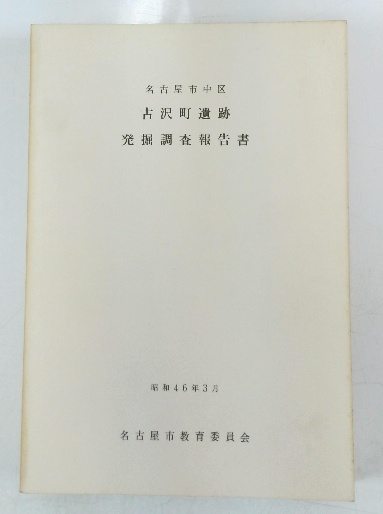 名古屋市中区
古沢町遺跡
発掘調査報告書
昭和46年3月
名古屋市教育委員会